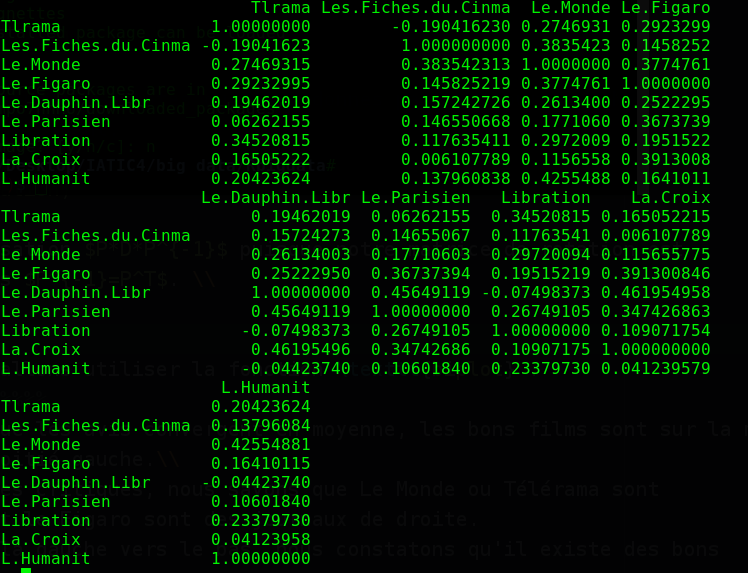 Tlrama Les.Fiches.du.Cinma Le.Monde Le.Figaro
Tlrama 1.00000000 -0.190416230 0.2746931 0.2923299
Les.Fiches.du.Cinma -0.19041623 1.000000000 0.3835423 0.1458252
Le.Monde 0.27469315 0.383542313 1.0000000 0.3774761
Le.Figaro 0.29232995 0.145825219 0.3774761 1.0000000
Le.Dauphin.Libr 0.19462019 0.157242726 0.2613400 0.2522295
Le.Parisien 0.06262155 0.146550668 0.1771060 0.3673739
Libration 0.34520815 0.117635411 0.2972009 0.1951522
La.Croix 0.16505222 0.006107789 0.1156558 0.3913008
L.Humanit 0.20423624 0.137960838 0.4255488 0.1641011
Le.Dauphin.Libr Le.Parisien Libration La.Croix
Tlrama 0.19462019 0.06262155 0.34520815 0.165052215
Les.Fiches.du.Cinma 0.15724273 0.14655067 0.11763541 0.006107789
Le.Monde 0.26134003 0.17710603 0.29720094 0.115655775
Le.Figaro 0.25222950 0.36737394 0.19515219 0.391300846
Le.Dauphin.Libr 1.00000000 0.45649119 -0.07498373 0.461954958
Le.Parisien 0.45649119 1.00000000 0.26749105 0.347426863
Libration -0.07498373 0.26749105 1.00000000 0.109071754
La.Croix 0.46195496 0.34742686 0.10907175 1.000000000
L.Humanit -0.04423740 0.10601840 0.23379730 0.041239579
L.Humanit
Tlrama 0.20423624
Les.Fiches.du.Cinma 0.13796084
Le.Monde 0.42554881
Le.Figaro 0.16410115
Le.Dauphin.Libr -0.04423740
Le.Parisien 0.10601840
Libration 0.23379730
La.Croix 0.04123958
L.Humanit 1.00000000